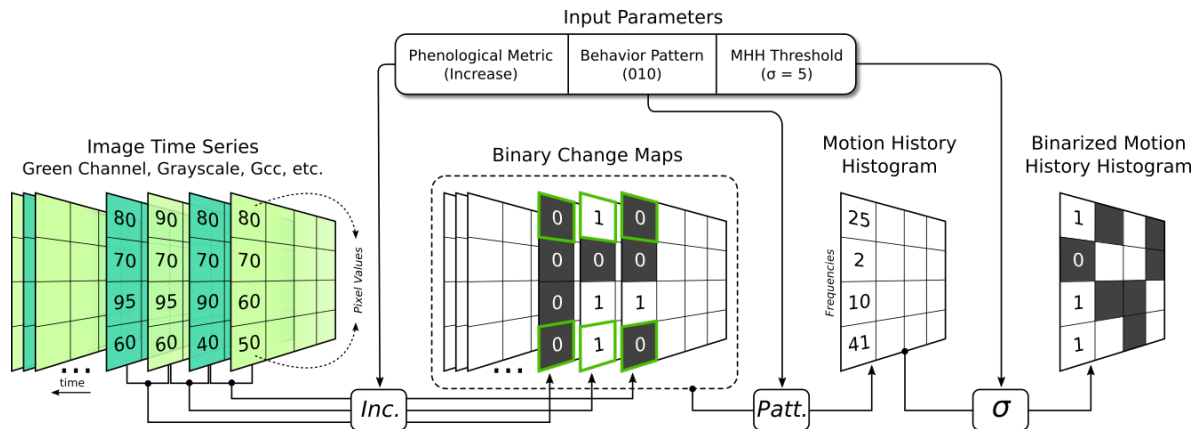 Input Parameters
Phenological Metric
(Increase)
Behavior Pattern
(010)
MHH Threshold
(σ = 5)
Image Time Series
Green Channel, Grayscale, Gcc, etc.
80 90 80 80
70 70 70 70
95 95 90 60
60 60 40 50
Pixel Values
...
time
Inc.
Binary Change Maps
0 1 0
0 0 0
0 1 1
0 1 0
...
Patt.
Motion History
Histogram
Frequencies
25
2
10
41
σ
Binarized Motion
History Histogram
1
0
1
1